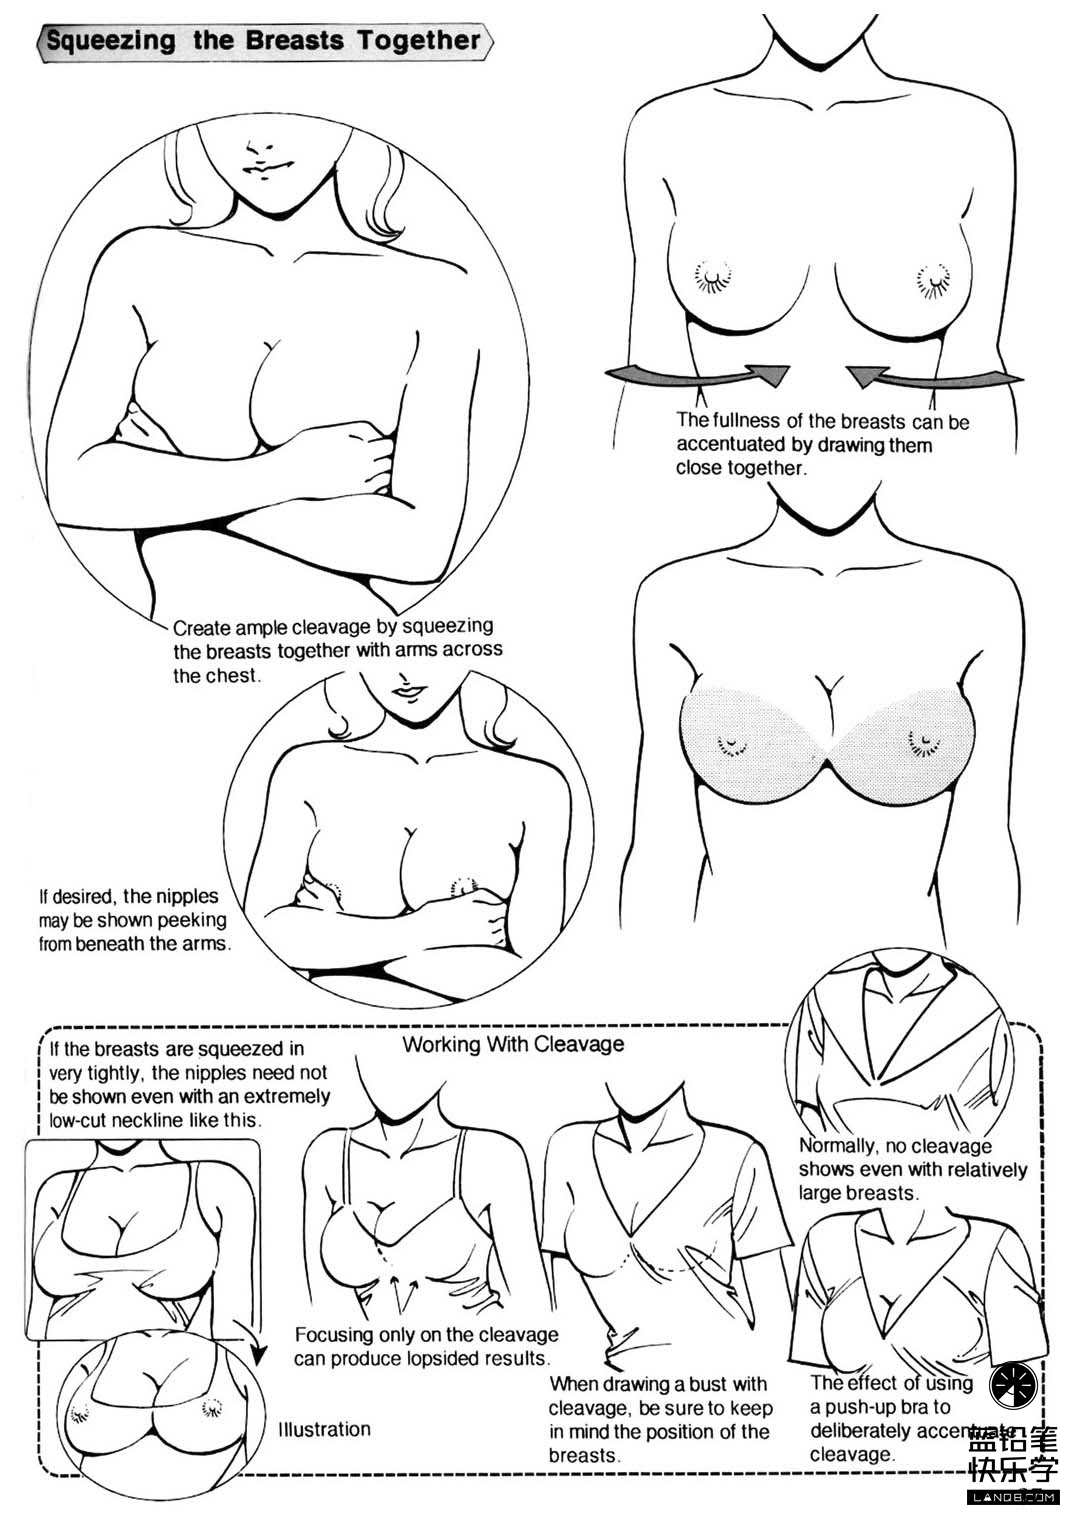 Squeezing the Breasts Together
The fullness of the breasts can be
accentuated by drawing them
close together.
Create ample cleavage by squeezing
the breasts together with arms across
the chest.
If desired, the nipples
may be shown peeking
from beneath the arms.
Working With Cleavage
If the breasts are squeezed in
very tightly, the nipples need not
be shown even with an extremely
low-cut neckline like this.
Normally, no cleavage
shows even with relatively
large breasts.
Focusing only on the cleavage
can produce lopsided results.
When drawing a bust with
cleavage, be sure to keep
in mind the position of the
breasts.
The effect of using
a push-up bra to
deliberately accentuate
cleavage.
Illustration
蓝铅笔
快乐学
LANQB.COM